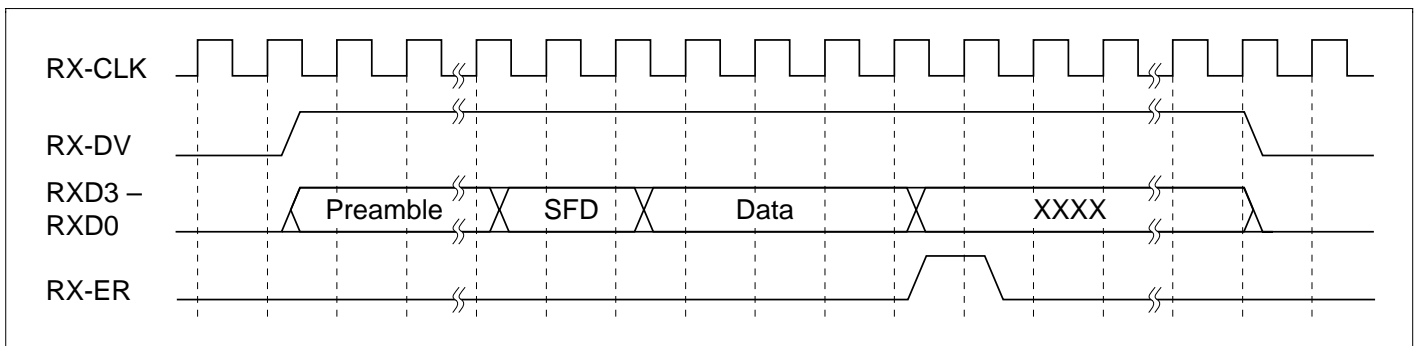 RX-CLK
RX-DV
RXD3 –
RXD0
Preamble
SFD
Data
XXXX
RX-ER